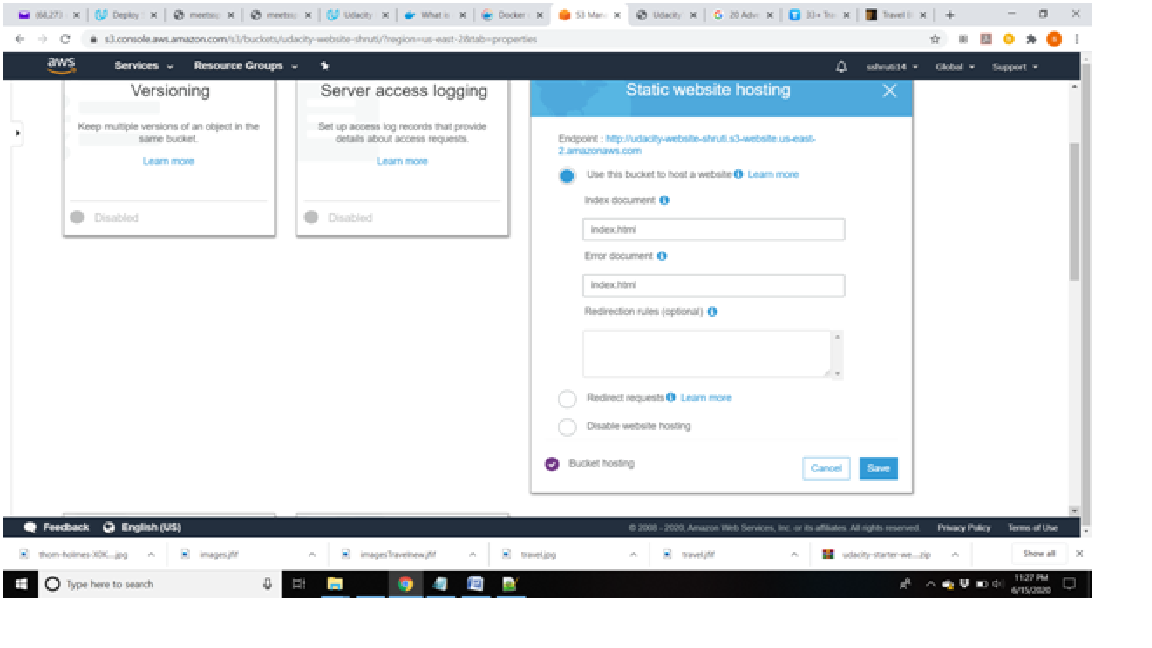 (68,273)
Deploy
meetsu
meetsu
Udacity
What is
Docker
S3 Man
Udacity
20 Adv
30+ Tra
Travel
s3.console.aws.amazon.com/s3/buckets/udacity-website-shruti/?region=us-east-2&tab=properties
aws
Services
Resource Groups
sshruti14
Global
Support
Versioning
Keep multiple versions of an object in the
same bucket.
Learn more
Disabled
Server access logging
Set up access log records that provide
details about access requests.
Learn more
Disabled
Static website hosting
Endpoint : http://udacity-website-shruti.s3-website.us-east-
2.amazonaws.com
Use this bucket to host a website Learn more
Index document
index.html
Error document
index.html
Redirection rules (optional)
Redirect requests Learn more
Disable website hosting
Bucket hosting
Cancel
Save
Feedback
English (US)
© 2008 - 2020, Amazon Web Services, Inc. or its affiliates. All rights reserved.
Privacy Policy
Terms of Use
thom-holmes-X0K....jpg
images.jfif
imagesTravelnew.jfif
travel.jpg
travel.jfif
udacity-starter-we....zip
Show all
Type here to search
11:27 PM
6/15/2020